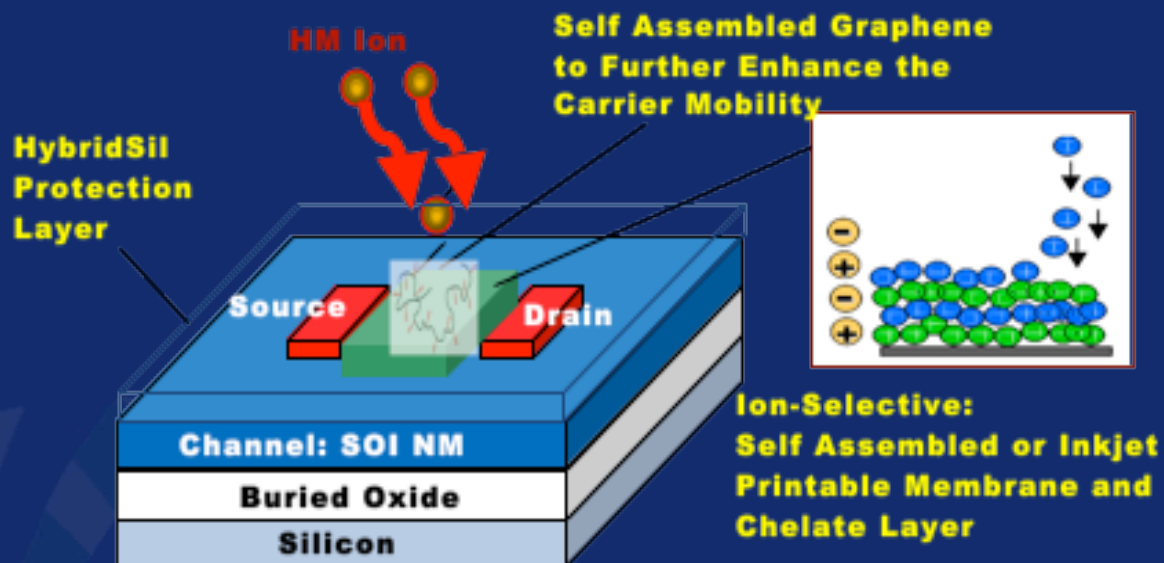 HM Ion
Self Assembled Graphene
to Further Enhance the
Carrier Mobility
HybridSil
Protection
Layer
Source
Drain
-
+
-
+
Channel: SOI NM
Buried Oxide
Silicon
Ion-Selective:
Self Assembled or Inkjet
Printable Membrane and
Chelate Layer